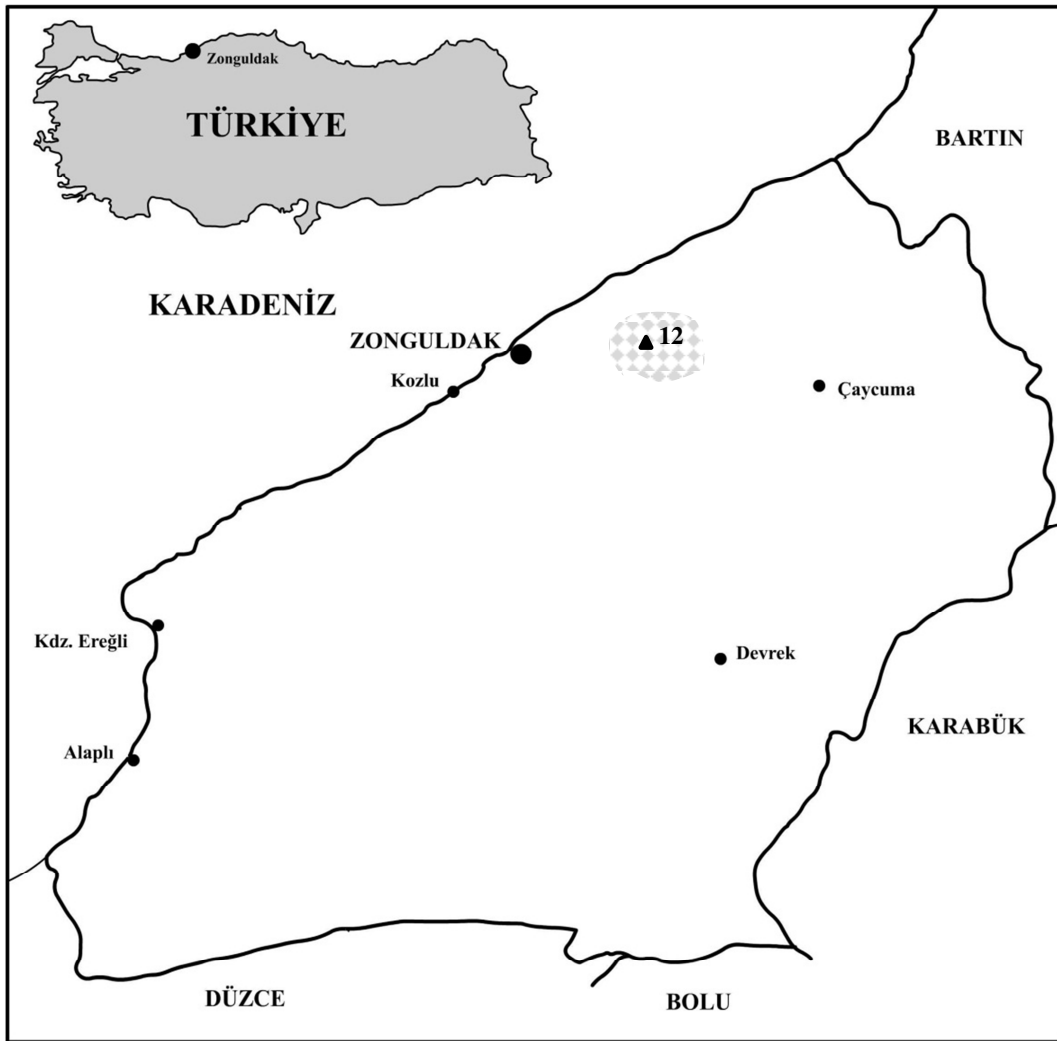 Zonguldak
TÜRKİYE
BARTIN
KARADENİZ
ZONGULDAK
12
Kozlu
Çaycuma
Kdz. Ereğli
Devrek
KARABÜK
Alaplı
DÜZCE
BOLU